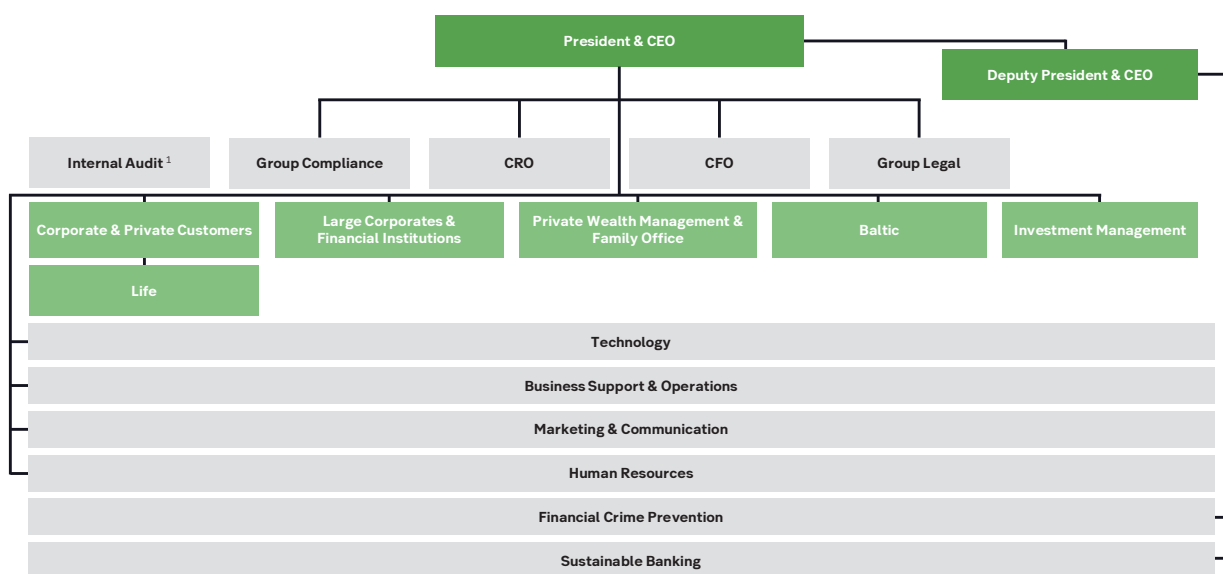 President & CEO
Deputy President & CEO
Internal Audit 1
Group Compliance
CRO
CFO
Group Legal
Corporate & Private Customers
Large Corporates &
Financial Institutions
Private Wealth Management &
Family Office
Baltic
Investment Management
Life
Technology
Business Support & Operations
Marketing & Communication
Human Resources
Financial Crime Prevention
Sustainable Banking